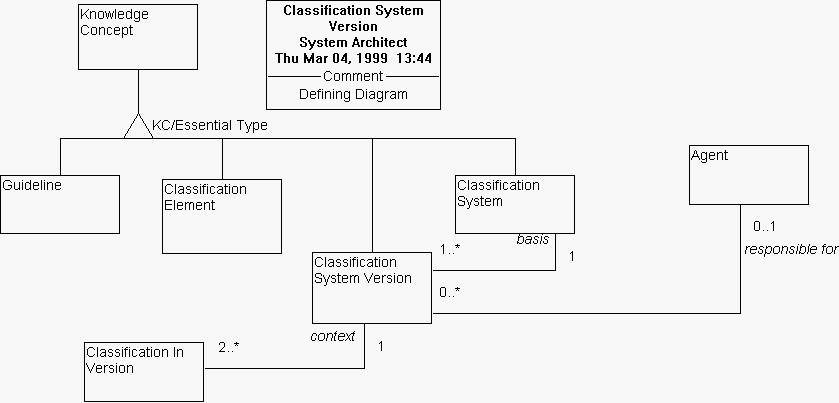 Knowledge
Concept
Classification System
Version
System Architect
Thu Mar 04, 1999  13:44
Comment
Defining Diagram
KC/Essential Type
Guideline
Classification
Element
Classification
System
Agent
basis
1..*
1
0..1
responsible for
Classification
System Version
0..*
context
1
2..*
Classification In
Version